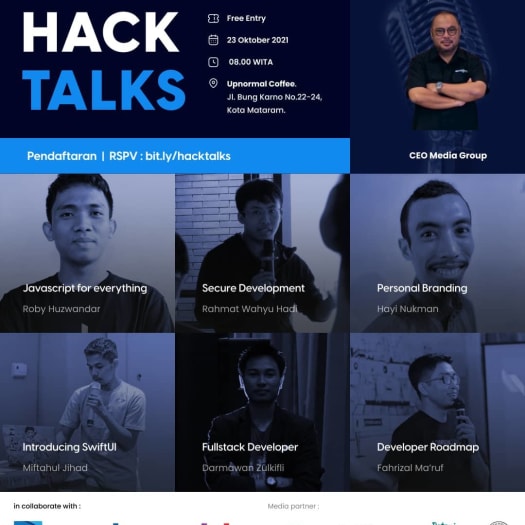 HACK
TALKS
Free Entry
23 Oktober 2021
08.00 WITA
Upnormal Coffee.
Jl. Bung Karno No.22-24,
Kota Mataram.
Pendaftaran | RSPV : bit.ly/hacktalks
CEO Media Group
Javascript for everything
Roby Huzwandar
Secure Development
Rahmat Wahyu Hadi
Personal Branding
Hayi Nukman
Introducing SwiftUI
Miftahul Jihad
Fullstack Developer
Darmawan Zulkifli
Developer Roadmap
Fahrizal Ma'ruf
in collaborate with :
Media partner :